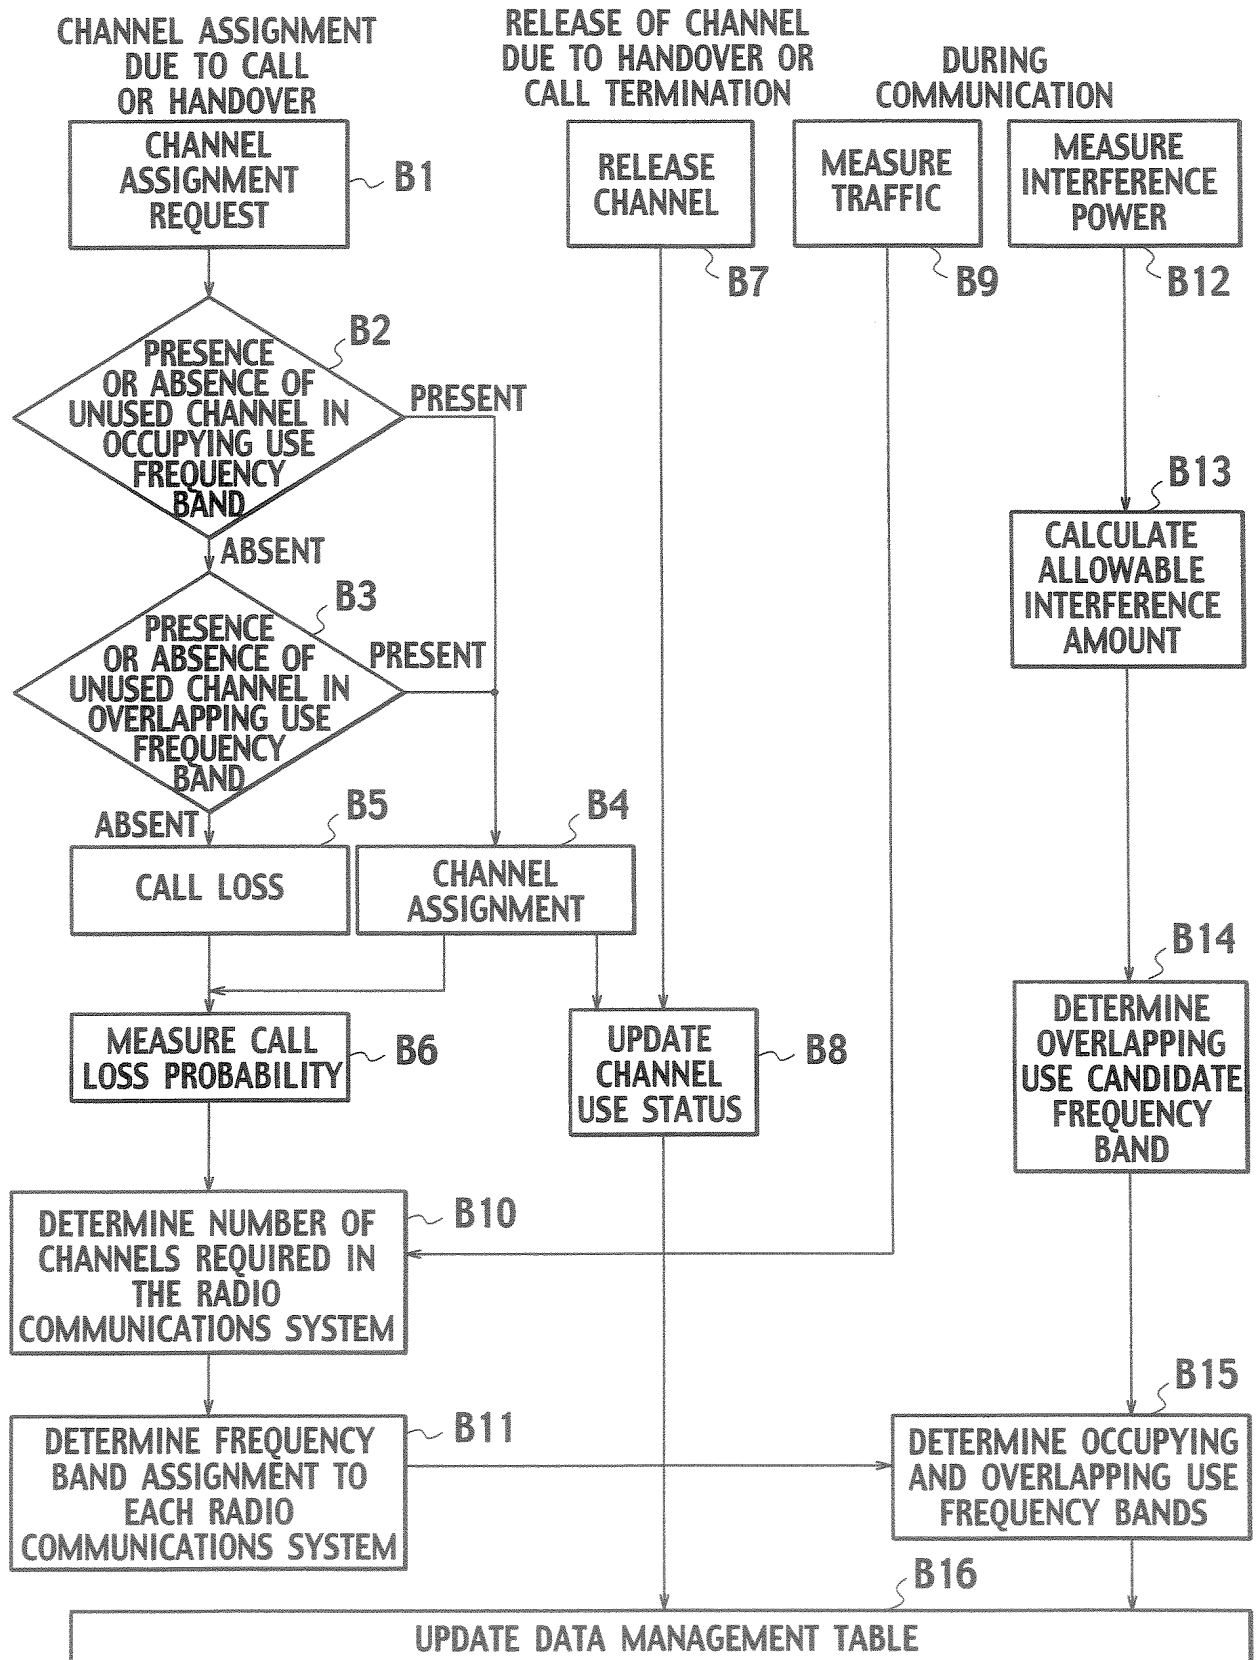 CHANNEL ASSIGNMENT
DUE TO CALL
OR HANDOVER
RELEASE OF CHANNEL
DUE TO HANDOVER OR
CALL TERMINATION
DURING
COMMUNICATION
CHANNEL
ASSIGNMENT
REQUEST
B1
RELEASE
CHANNEL
B7
MEASURE
TRAFFIC
B9
MEASURE
INTERFERENCE
POWER
B12
B2
PRESENCE
OR ABSENCE OF
UNUSED CHANNEL IN
OCCUPYING USE
FREQUENCY
BAND
PRESENT
ABSENT
B3
PRESENCE
OR ABSENCE OF
UNUSED CHANNEL IN
OVERLAPPING USE
FREQUENCY
BAND
PRESENT
ABSENT
B13
CALCULATE
ALLOWABLE
INTERFERENCE
AMOUNT
B5
CALL LOSS
B4
CHANNEL
ASSIGNMENT
B14
DETERMINE
OVERLAPPING
USE CANDIDATE
FREQUENCY
BAND
MEASURE CALL
LOSS PROBABILITY
B6
UPDATE
CHANNEL
USE STATUS
B8
DETERMINE NUMBER OF
CHANNELS REQUIRED IN
THE RADIO
COMMUNICATIONS SYSTEM
B10
DETERMINE FREQUENCY
BAND ASSIGNMENT TO
EACH RADIO
COMMUNICATIONS SYSTEM
B11
B15
DETERMINE OCCUPYING
AND OVERLAPPING USE
FREQUENCY BANDS
B16
UPDATE DATA MANAGEMENT TABLE